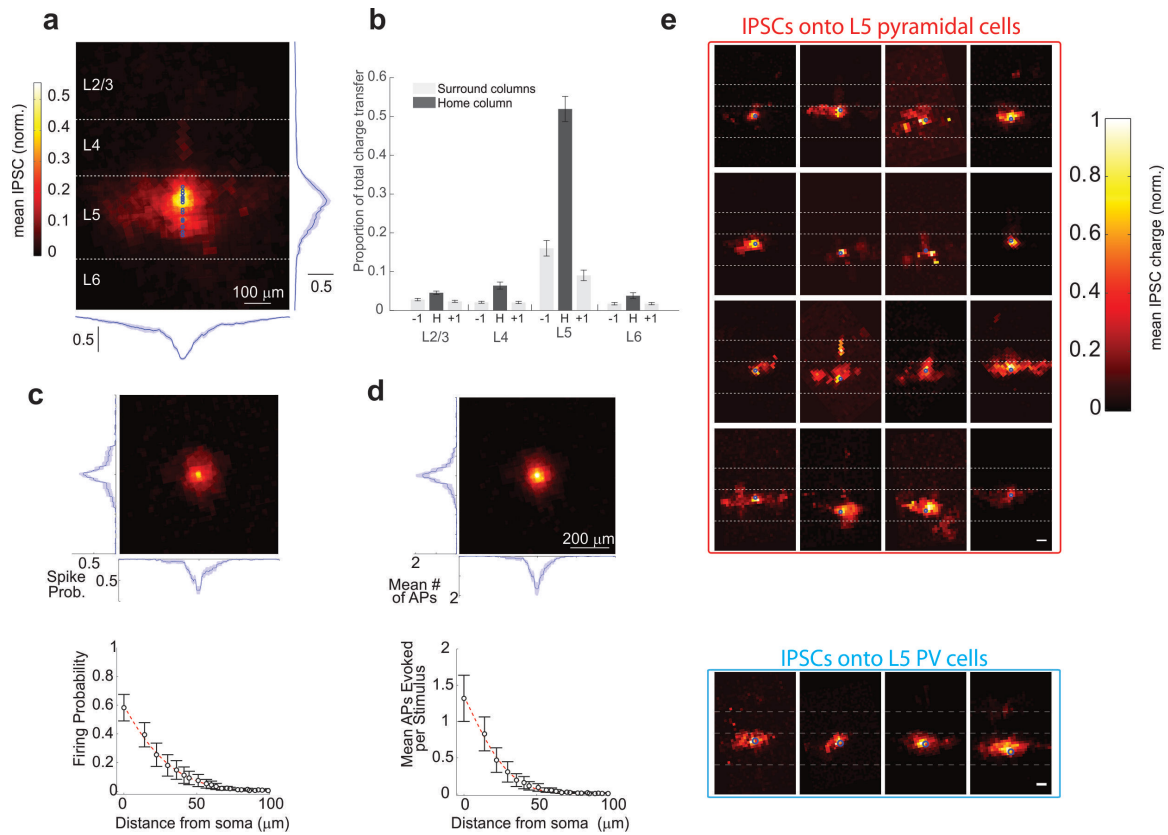 a
mean IPSC (norm.)
0.5
0.4
0.3
0.2
0.1
0
L2/3
L4
L5
L6
100 μm
0.5
0.5
b
Proportion of total charge transfer
0.6
0.5
0.4
0.3
0.2
0.1
0
Surround columns
Home column
-1 H +1 -1 H +1 -1 H +1 -1 H +1
L2/3 L4 L5 L6
c
0.5
0.5
Spike
Prob.
Firing Probability
1
0.8
0.6
0.4
0.2
0
0 50 100
Distance from soma (μm)
d
200 μm
2
2
Mean #
of APs
Mean APs Evoked
per Stimulus
2
1.5
1
0.5
0
0 50 100
Distance from soma (μm)
e
IPSCs onto L5 pyramidal cells
1
0.8
0.6
0.4
0.2
0
mean IPSC charge (norm.)
IPSCs onto L5 PV cells